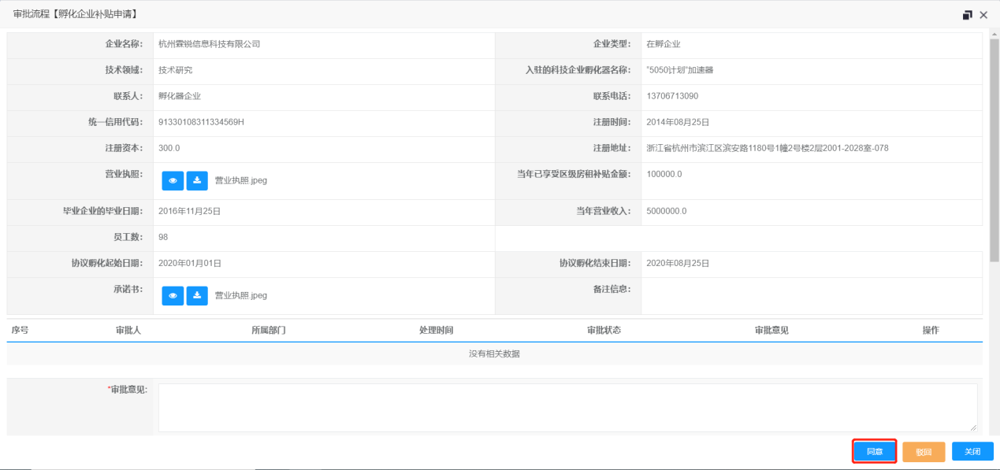 审批流程【孵化企业补贴申请】
企业名称： 杭州霖锐信息科技有限公司 企业类型： 在孵企业
技术领域： 技术研究 入驻的科技企业孵化器名称： "5050计划"加速器
联系人： 孵化器企业 联系电话： 13706713090
统一信用代码： 91330108311334569H 注册时间： 2014年08月25日
注册资本： 300.0 注册地址： 浙江省杭州市滨江区滨安路1180号1幢2号楼2层2001-2028室-078
营业执照： 营业执照.jpeg 当年已享受区级房租补贴金额： 100000.0
毕业企业的毕业日期： 2016年11月25日 当年营业收入： 5000000.0
员工数： 98
协议孵化起始日期： 2020年01月01日 协议孵化结束日期： 2020年08月25日
承诺书： 营业执照.jpeg 备注信息：
序号 审批人 所属部门 处理时间 审批状态 审批意见 操作
没有相关数据
*审批意见:
同意 驳回 关闭